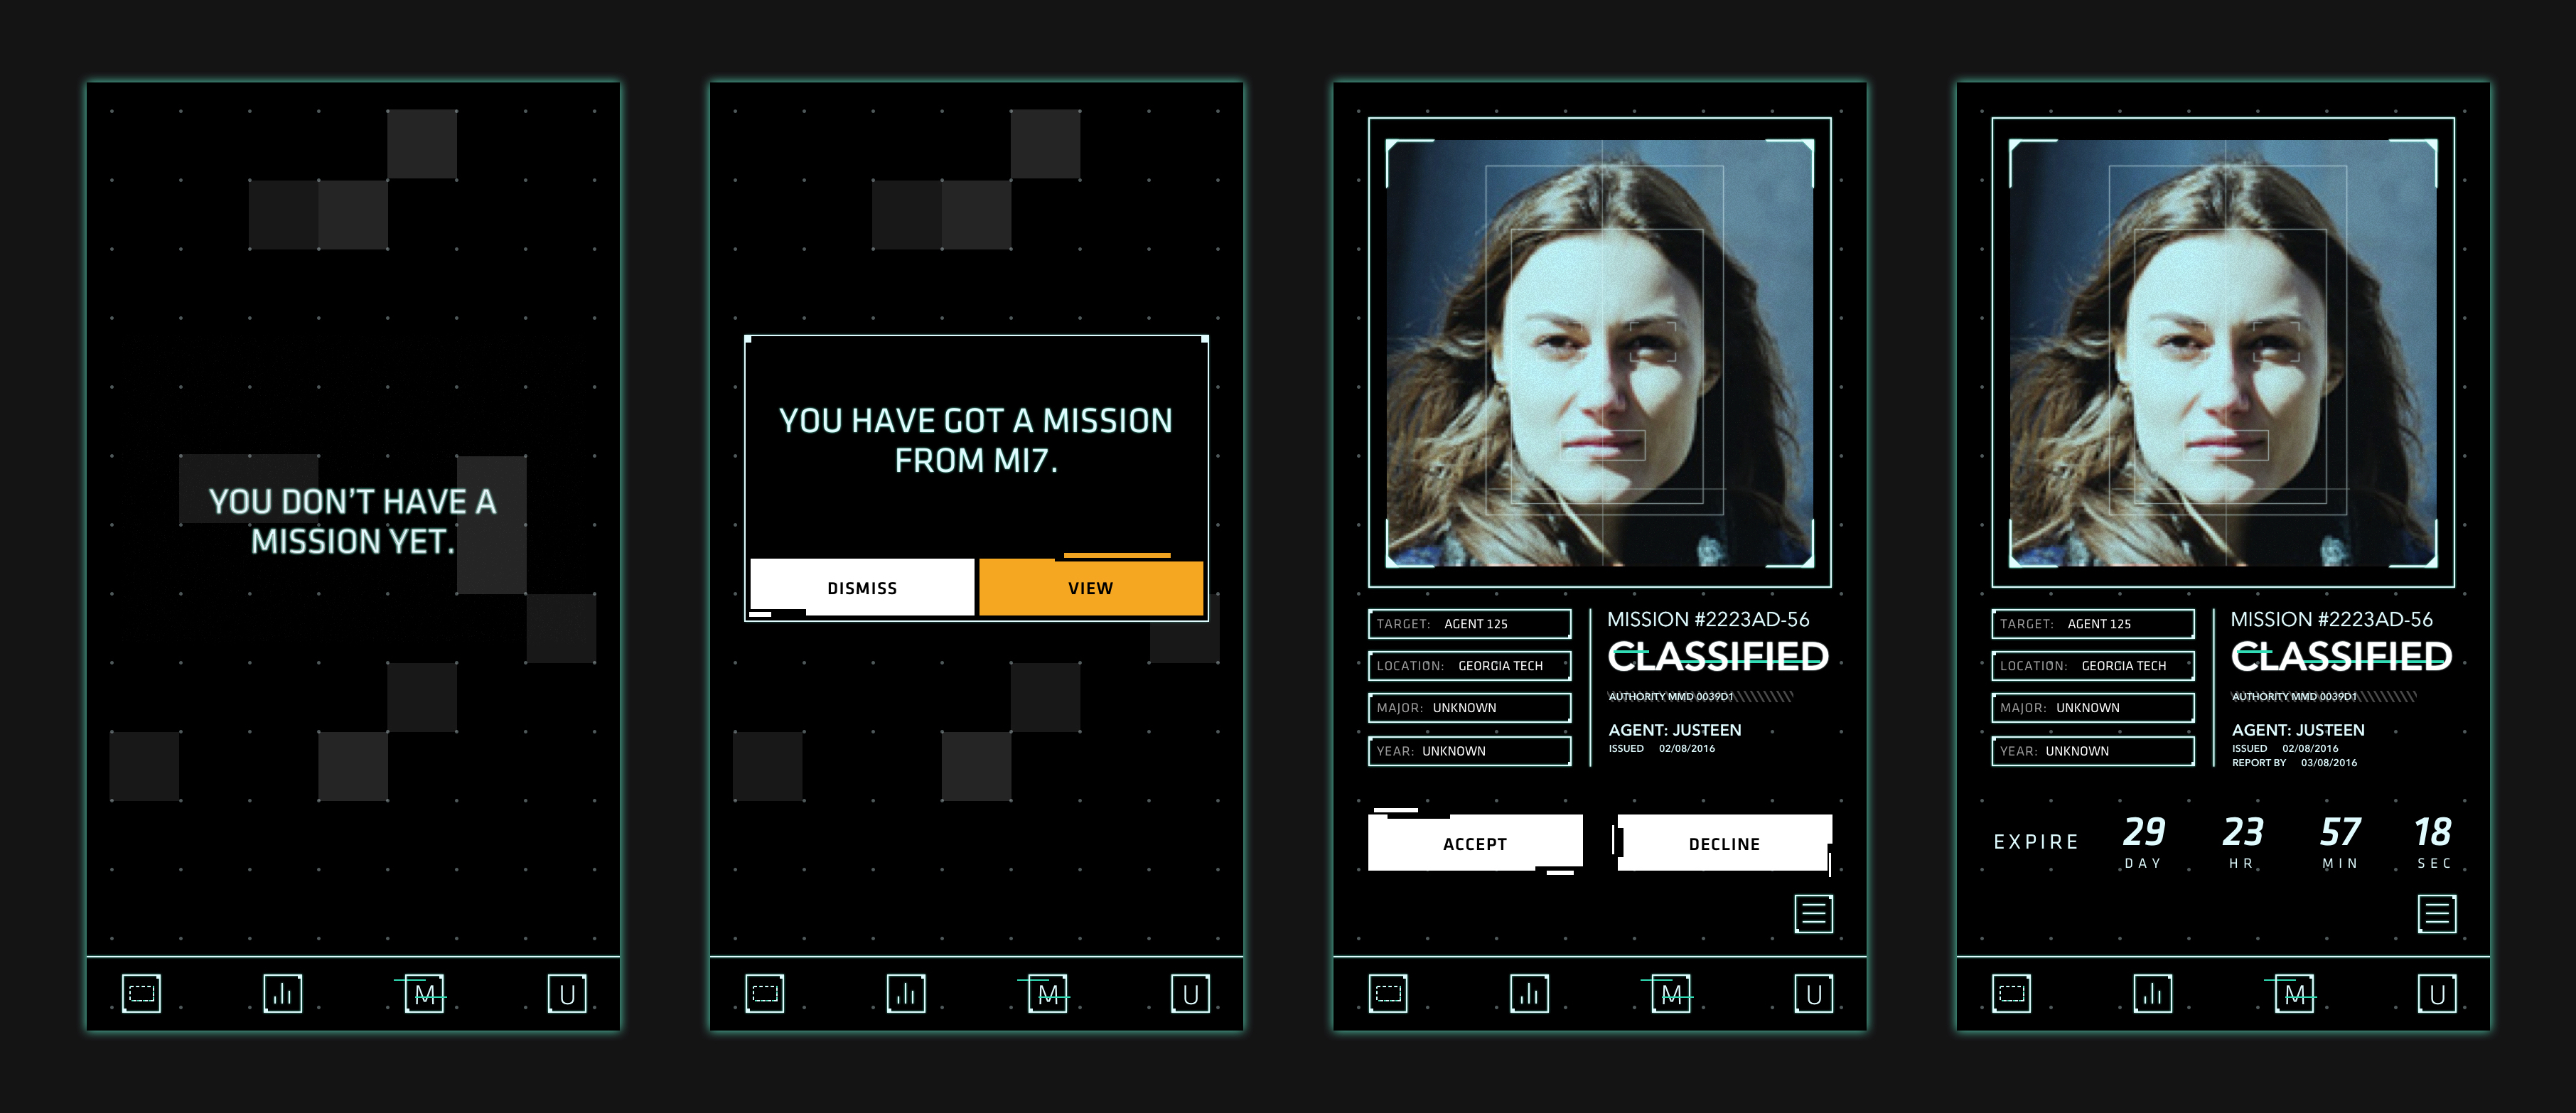 YOU DON'T HAVE A
MISSION YET.
M
U
YOU HAVE GOT A MISSION
FROM MI7.
DISMISS
VIEW
M
U
TARGET: AGENT 125
LOCATION: GEORGIA TECH
MAJOR: UNKNOWN
YEAR: UNKNOWN
MISSION #2223AD-56
CLASSIFIED
AUTHORITY MMD 0039D1
AGENT: JUSTEEN
ISSUED 02/08/2016
ACCEPT
DECLINE
M
U
TARGET: AGENT 125
LOCATION: GEORGIA TECH
MAJOR: UNKNOWN
YEAR: UNKNOWN
MISSION #2223AD-56
CLASSIFIED
AUTHORITY MMD 0039D1
AGENT: JUSTEEN
ISSUED 02/08/2016
REPORT BY 03/08/2016
EXPIRE
29 23 57 18
DAY HR MIN SEC
M
U